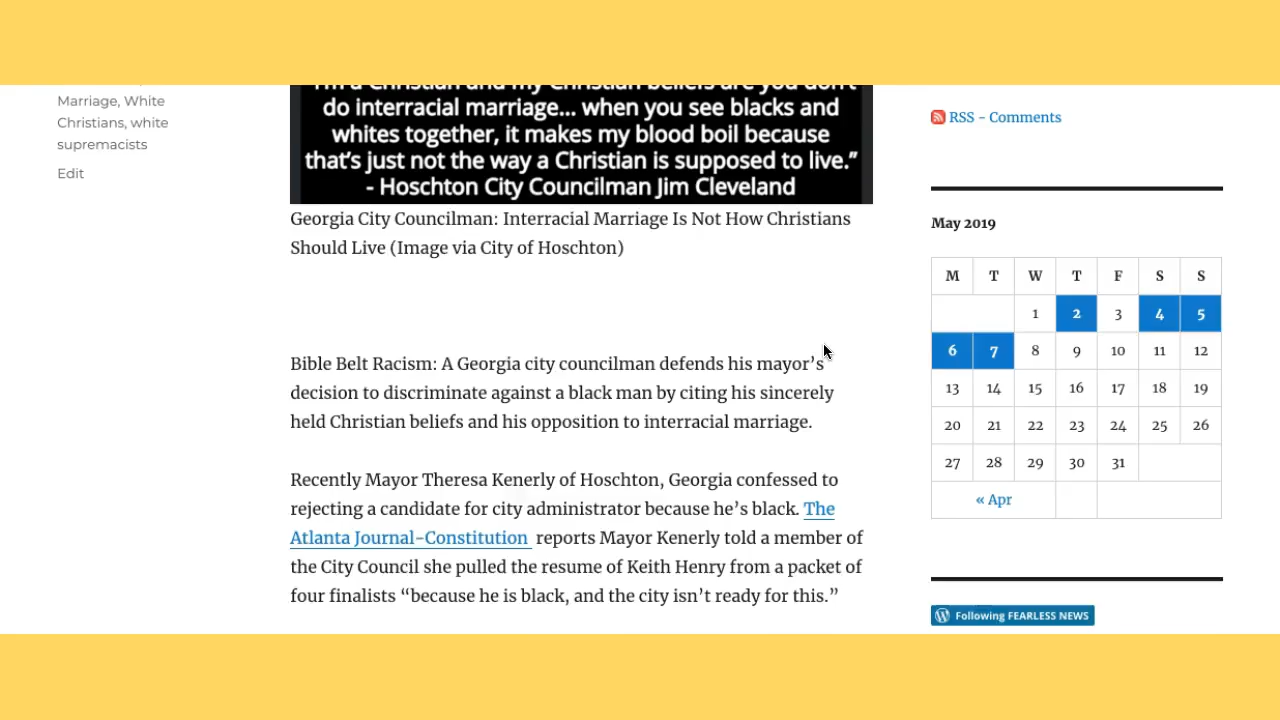 Marriage, White
Christians, white
supremacists
Edit
I'm a Christian and my Christian beliefs are you don't
do interracial marriage... when you see blacks and
whites together, it makes my blood boil because
that's just not the way a Christian is supposed to live."
- Hoschton City Councilman Jim Cleveland
Georgia City Councilman: Interracial Marriage Is Not How Christians
Should Live (Image via City of Hoschton)
Bible Belt Racism: A Georgia city councilman defends his mayor’s
decision to discriminate against a black man by citing his sincerely
held Christian beliefs and his opposition to interracial marriage.
Recently Mayor Theresa Kenerly of Hoschton, Georgia confessed to
rejecting a candidate for city administrator because he’s black. The
Atlanta Journal-Constitution reports Mayor Kenerly told a member of
the City Council she pulled the resume of Keith Henry from a packet of
four finalists “because he is black, and the city isn’t ready for this.”
RSS - Comments
May 2019
M T W T F S S
1 2 3 4 5
6 7 8 9 10 11 12
13 14 15 16 17 18 19
20 21 22 23 24 25 26
27 28 29 30 31
« Apr
Following FEARLESS NEWS